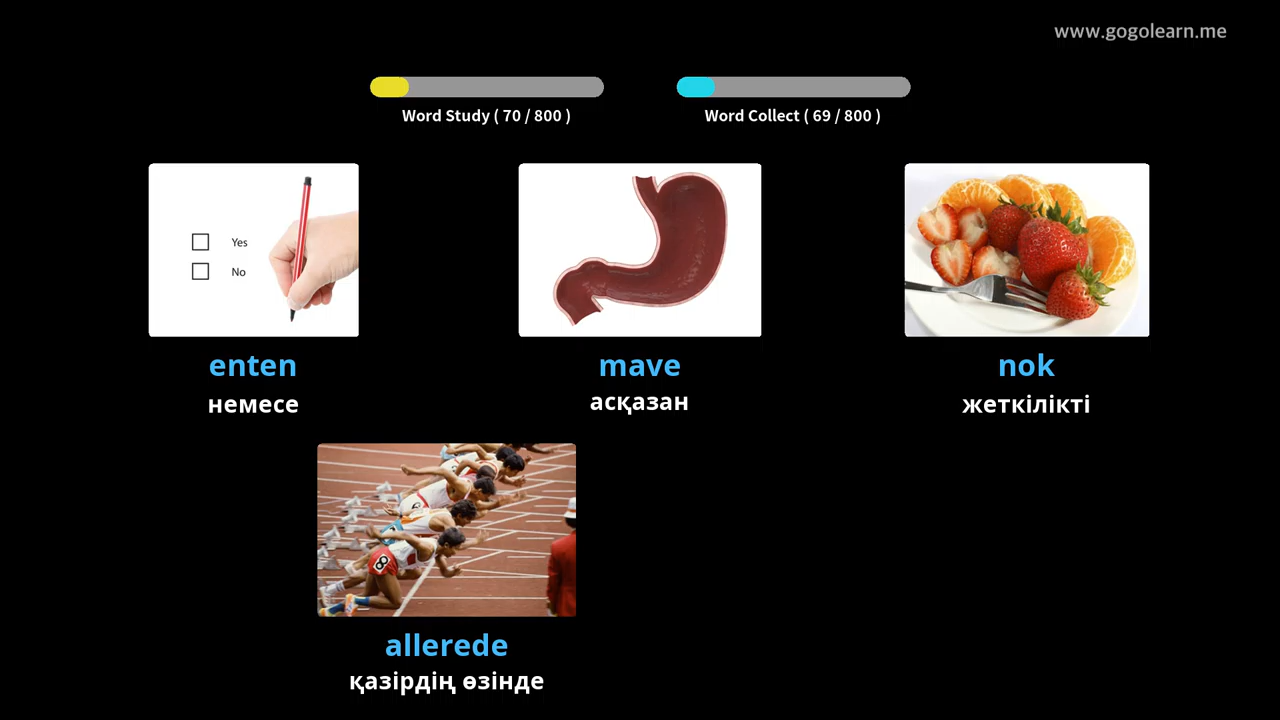 www.gogolearn.me
Word Study ( 70 / 800 )
Word Collect ( 69 / 800 )
Yes
No
enten
немесе
mave
асқазан
nok
жеткілікті
8
allerede
қазірдің өзінде